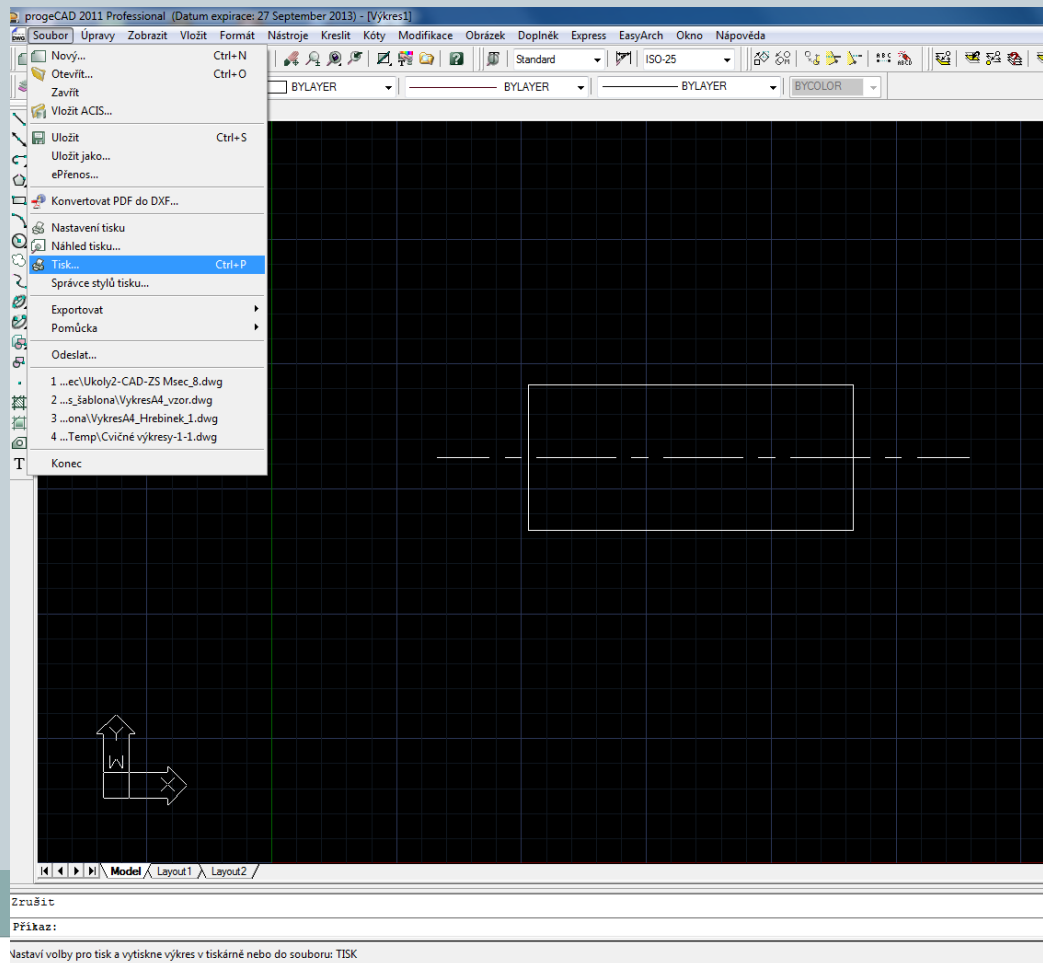 progeCAD 2011 Professional (Datum expirace: 27 September 2013) - [Výkres1]
Soubor Úpravy Zobrazit Vložit Formát Nástroje Kreslit Kóty Modifikace Obrázek Doplněk Express EasyArch Okno Nápověda
Standard ISO-25
BYLAYER BYLAYER BYLAYER BYCOLOR
Nový... Ctrl+N
Otevřít... Ctrl+O
Zavřít
Vložit ACIS...
Uložit Ctrl+S
Uložit jako...
ePřenos...
Konvertovat PDF do DXF...
Nastavení tisku
Náhled tisku...
Tisk... Ctrl+P
Správce stylů tisku...
Exportovat
Pomůcka
Odeslat...
1 ...ec\Ukoly2-CAD-ZS Msec_8.dwg
2 ...s_šablona\VykresA4_vzor.dwg
3 ...ona\VykresA4_Hrebinek_1.dwg
4 ...Temp\Cvičné výkresy-1-1.dwg
Konec
T
Y
W
X
Model Layout1 Layout2
Zrušit
Příkaz:
Nastaví volby pro tisk a vytiskne výkres v tiskárně nebo do souboru: TISK